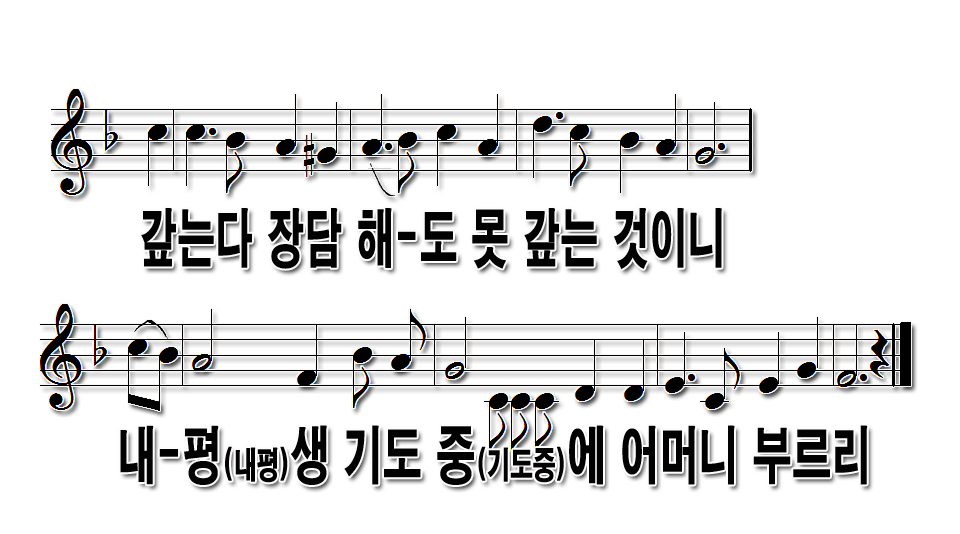 갚는다 장담 해-도 못 갚는 것이니
내-평(내평)생 기도 중(기도중)에 어머니 부르리